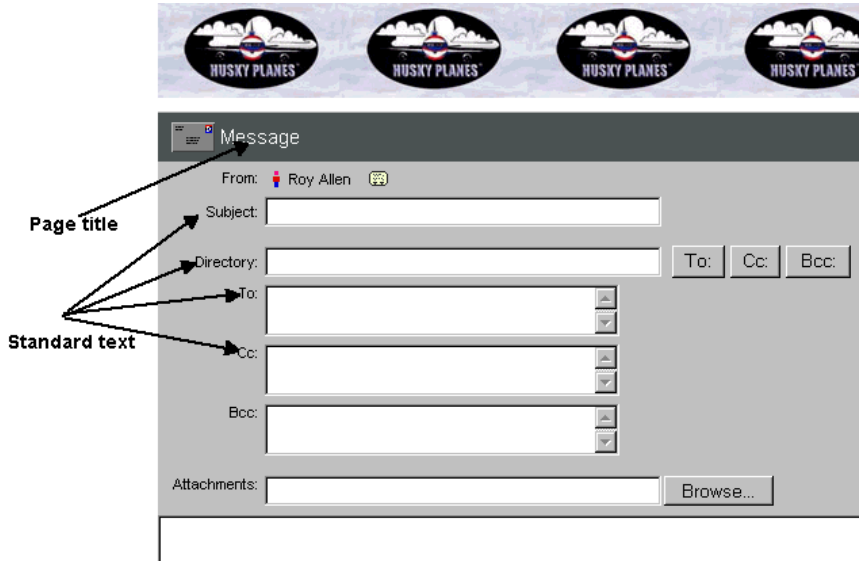 HUSKY PLANES HUSKY PLANES HUSKY PLANES HUSKY PLANES
Message
From: Roy Allen
Page title
Subject:
Directory: To: Cc: Bcc:
To:
Standard text
Cc:
Bcc:
Attachments: Browse...